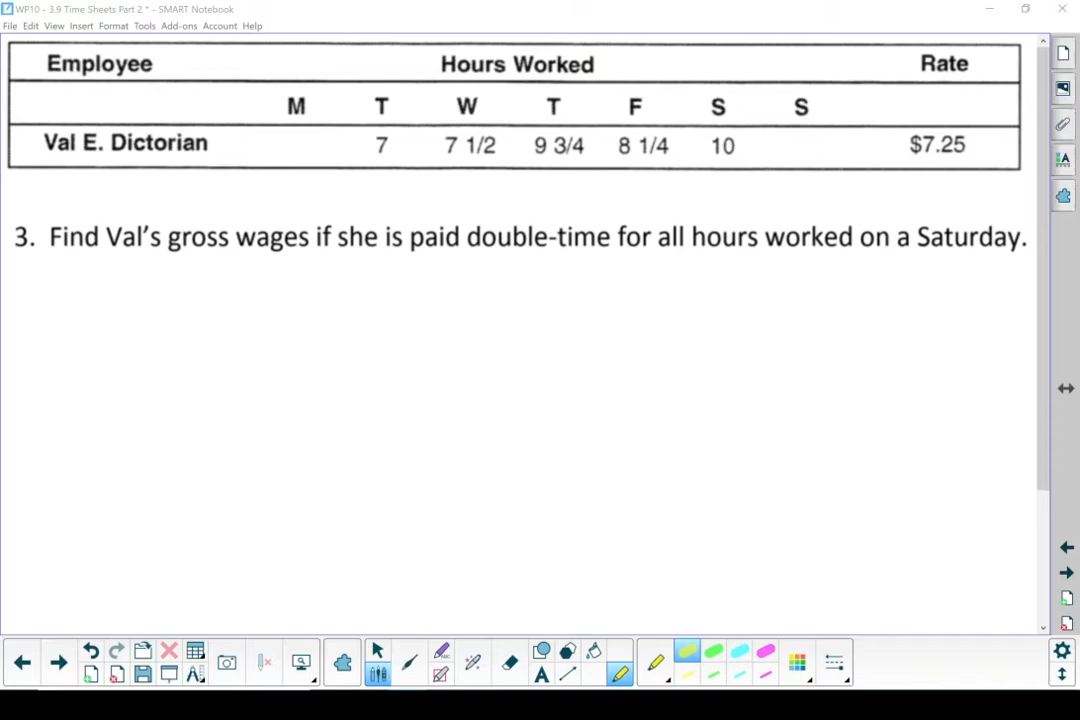 WP10 - 3.9 Time Sheets Part 2 * - SMART Notebook
File Edit View Insert Format Tools Add-ons Account Help
Employee Hours Worked Rate
M T W T F S S
Val E. Dictorian 7 7 1/2 9 3/4 8 1/4 10 $7.25
3. Find Val's gross wages if she is paid double-time for all hours worked on a Saturday.